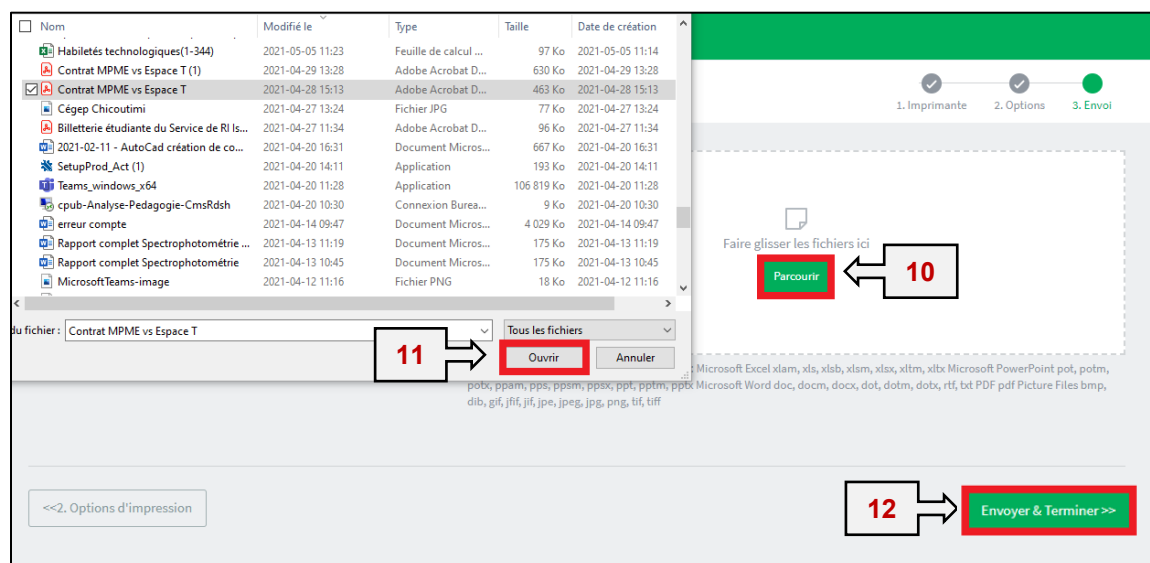 Nom Modifié le Type Taille Date de création
Habiletés technologiques(1-344) 2021-05-05 11:23 Feuille de calcul ... 97 Ko 2021-05-05 11:14
Contrat MPME vs Espace T (1) 2021-04-29 13:28 Adobe Acrobat D... 630 Ko 2021-04-29 13:28
Contrat MPME vs Espace T 2021-04-28 15:13 Adobe Acrobat D... 463 Ko 2021-04-28 15:13
Cégep Chicoutimi 2021-04-27 13:24 Fichier JPG 77 Ko 2021-04-27 13:24
Billetterie étudiante du Service de RI Is... 2021-04-27 11:34 Adobe Acrobat D... 96 Ko 2021-04-27 11:34
2021-02-11 - AutoCad création de co... 2021-04-20 16:31 Document Micros... 667 Ko 2021-04-20 16:31
SetupProd_Act (1) 2021-04-20 14:11 Application 193 Ko 2021-04-20 14:11
Teams_windows_x64 2021-04-20 11:28 Application 106 819 Ko 2021-04-20 11:28
cpub-Analyse-Pedagogie-CmsRdsh 2021-04-20 10:30 Connexion Burea... 9 Ko 2021-04-20 10:30
erreur compte 2021-04-14 09:47 Document Micros... 4 029 Ko 2021-04-14 09:47
Rapport complet Spectrophotométrie ... 2021-04-13 11:19 Document Micros... 175 Ko 2021-04-13 11:19
Rapport complet Spectrophotométrie 2021-04-13 10:45 Document Micros... 175 Ko 2021-04-13 10:45
MicrosoftTeams-image 2021-04-12 11:16 Fichier PNG 18 Ko 2021-04-12 11:16
du fichier : Contrat MPME vs Espace T Tous les fichiers
11 Ouvrir Annuler
1. Imprimante 2. Options 3. Envoi
Faire glisser les fichiers ici
Parcourir 10
Microsoft Excel xlam, xls, xlsb, xlsm, xlsx, xltm, xltx Microsoft PowerPoint pot, potm,
potx, ppam, pps, ppsm, ppsx, ppt, pptm, pptx Microsoft Word doc, docm, docx, dot, dotm, dotx, rtf, txt PDF pdf Picture Files bmp,
dib, gif, jfif, jif, jpe, jpeg, jpg, png, tif, tiff
<<2. Options d'impression
12 Envoyer & Terminer >>